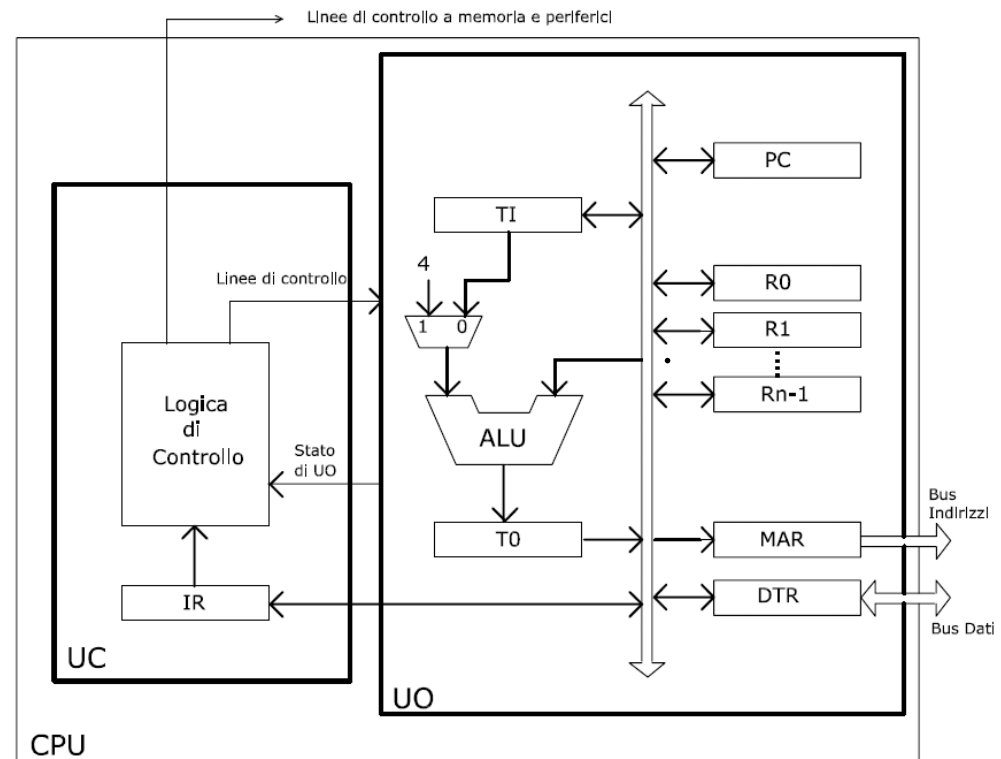 Linee di controllo a memoria e periferici
PC
TI
4
Linee di controllo
R0
1 0
R1
Rn-1
Logica
di
Controllo
ALU
Stato
di UO
Bus
Indirizzi
T0
MAR
IR
DTR
Bus Dati
UC
UO
CPU